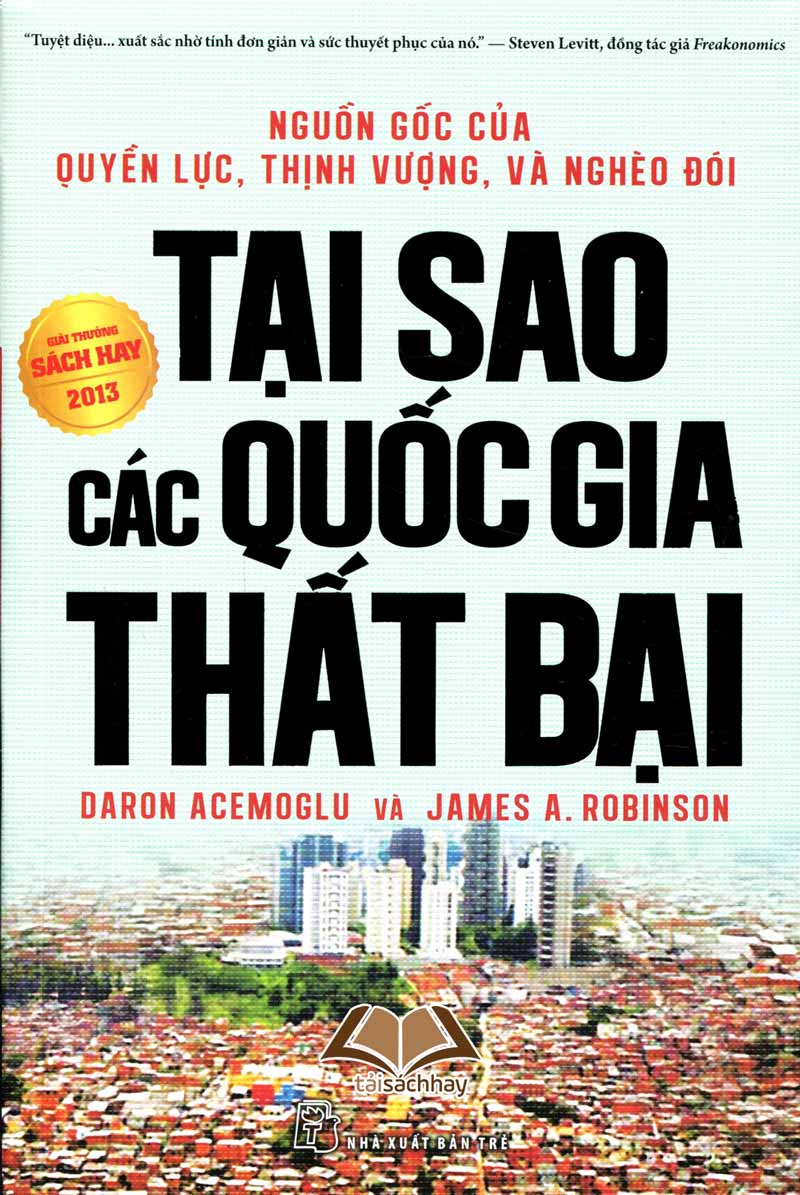 “Tuyệt diệu... xuất sắc nhờ tính đơn giản và sức thuyết phục của nó.” — Steven Levitt, đồng tác giả Freakonomics
NGUỒN GỐC CỦA
QUYỀN LỰC, THỊNH VƯỢNG, VÀ NGHÈO ĐÓI
TẠI SAO
GIẢI THƯỞNG
SÁCH HAY
2013
CÁC QUỐC GIA
THẤT BẠI
DARON ACEMOGLU VÀ JAMES A. ROBINSON
tảisáchhay
NHÀ XUẤT BẢN TRẺ